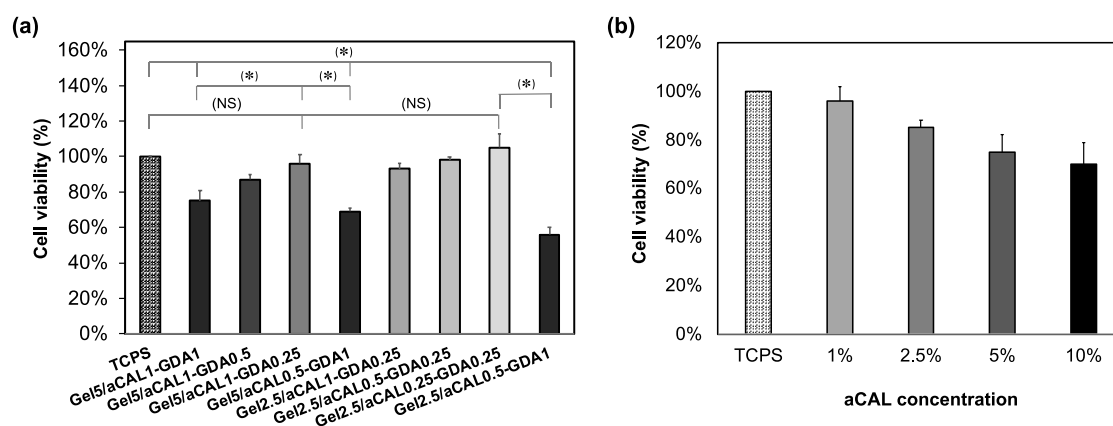 (a)
Cell viability (%)
160%
140%
120%
100%
80%
60%
40%
20%
0%
(*)
(*)
(*)
(NS)
(NS)
(*)
TCPS
Gel5/aCAL1-GDA1
Gel5/aCAL1-GDA0.5
Gel5/aCAL1-GDA0.25
Gel5/aCAL0.5-GDA1
Gel2.5/aCAL1-GDA0.25
Gel2.5/aCAL0.5-GDA0.25
Gel2.5/aCAL0.25-GDA0.25
Gel2.5/aCAL0.5-GDA1
(b)
Cell viability (%)
120%
100%
80%
60%
40%
20%
0%
TCPS 1% 2.5% 5% 10%
aCAL concentration